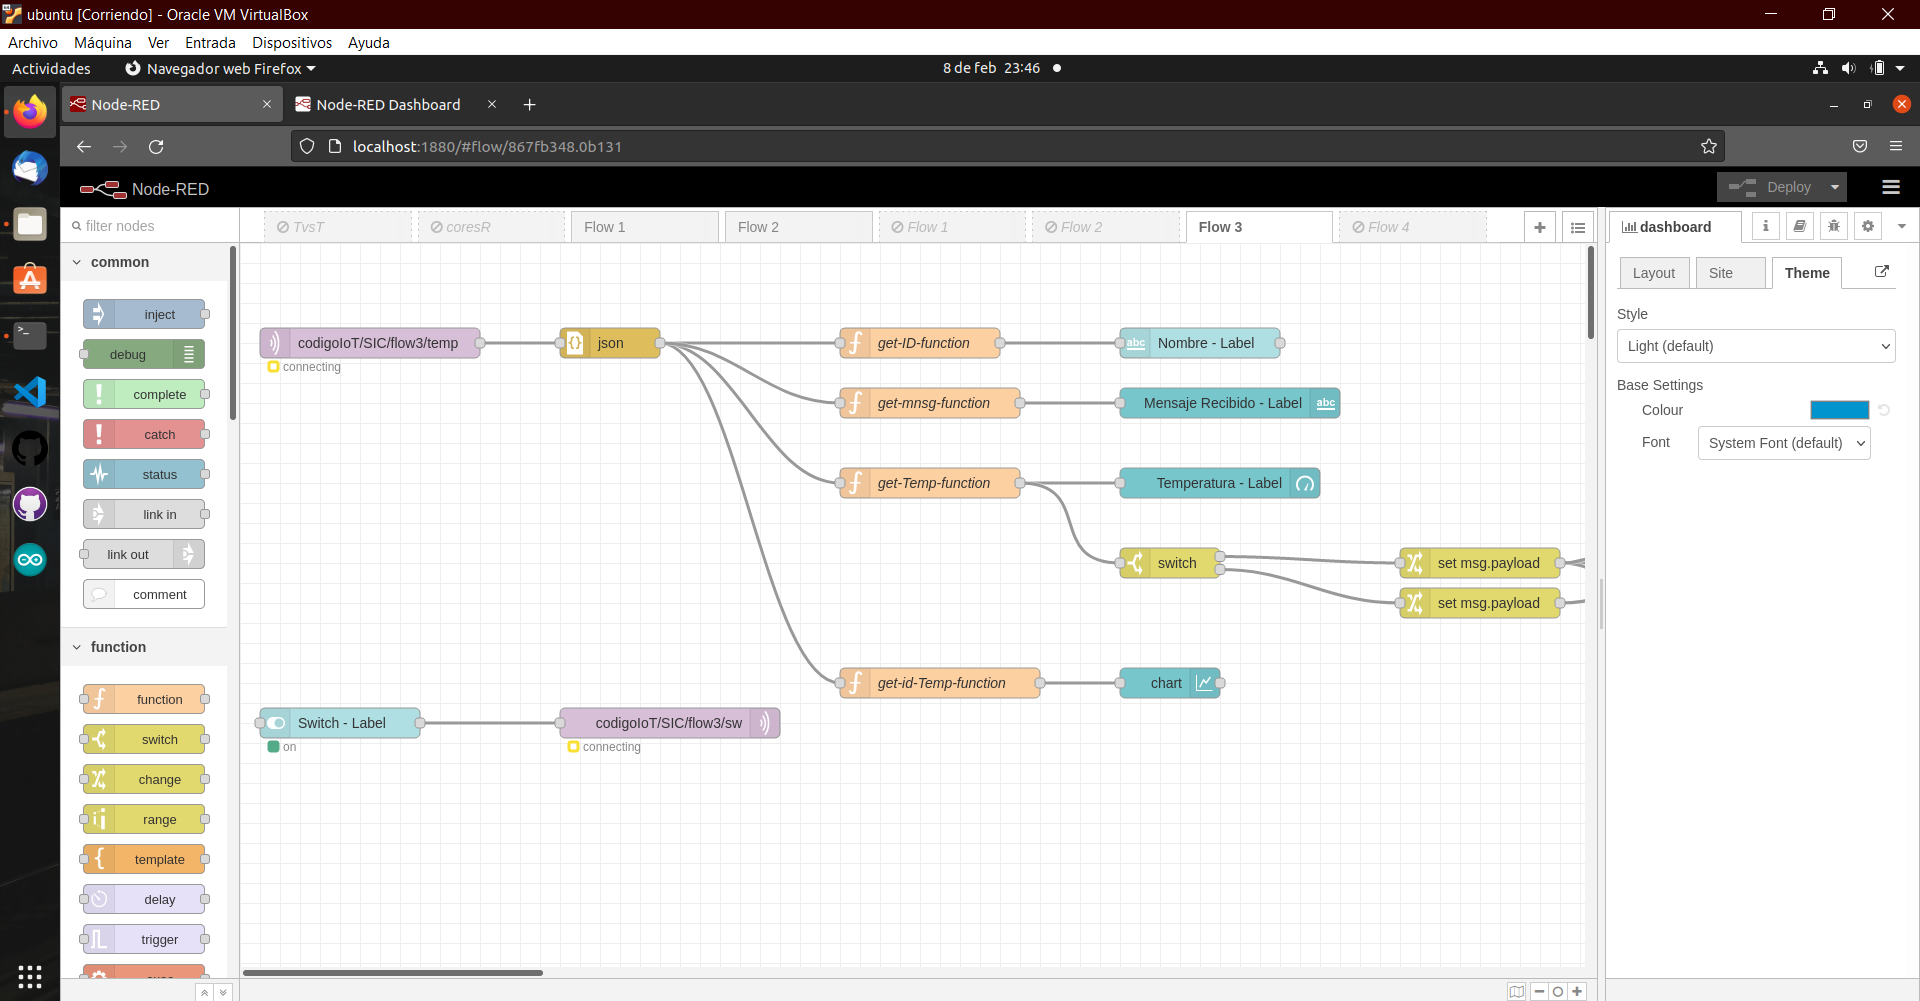 ubuntu [Corriendo] - Oracle VM VirtualBox
Archivo Máquina Ver Entrada Dispositivos Ayuda
Actividades Navegador web Firefox 8 de feb 23:46
Node-RED Node-RED Dashboard
localhost:1880/#flow/867fb348.0b131
Node-RED Deploy
filter nodes TvsT coresR Flow 1 Flow 2 Flow 1 Flow 2 Flow 3 Flow 4 dashboard
common
inject
debug
complete
catch
status
link in
link out
comment
function
function
switch
change
range
template
delay
trigger
codigoIoT/SIC/flow3/temp json get-ID-function abc Nombre - Label
connecting
get-mnsg-function Mensaje Recibido - Label abc
get-Temp-function Temperatura - Label
switch set msg.payload
set msg.payload
get-id-Temp-function chart
Switch - Label codigoIoT/SIC/flow3/sw
on connecting
Layout Site Theme
Style
Light (default)
Base Settings
Colour
Font System Font (default)